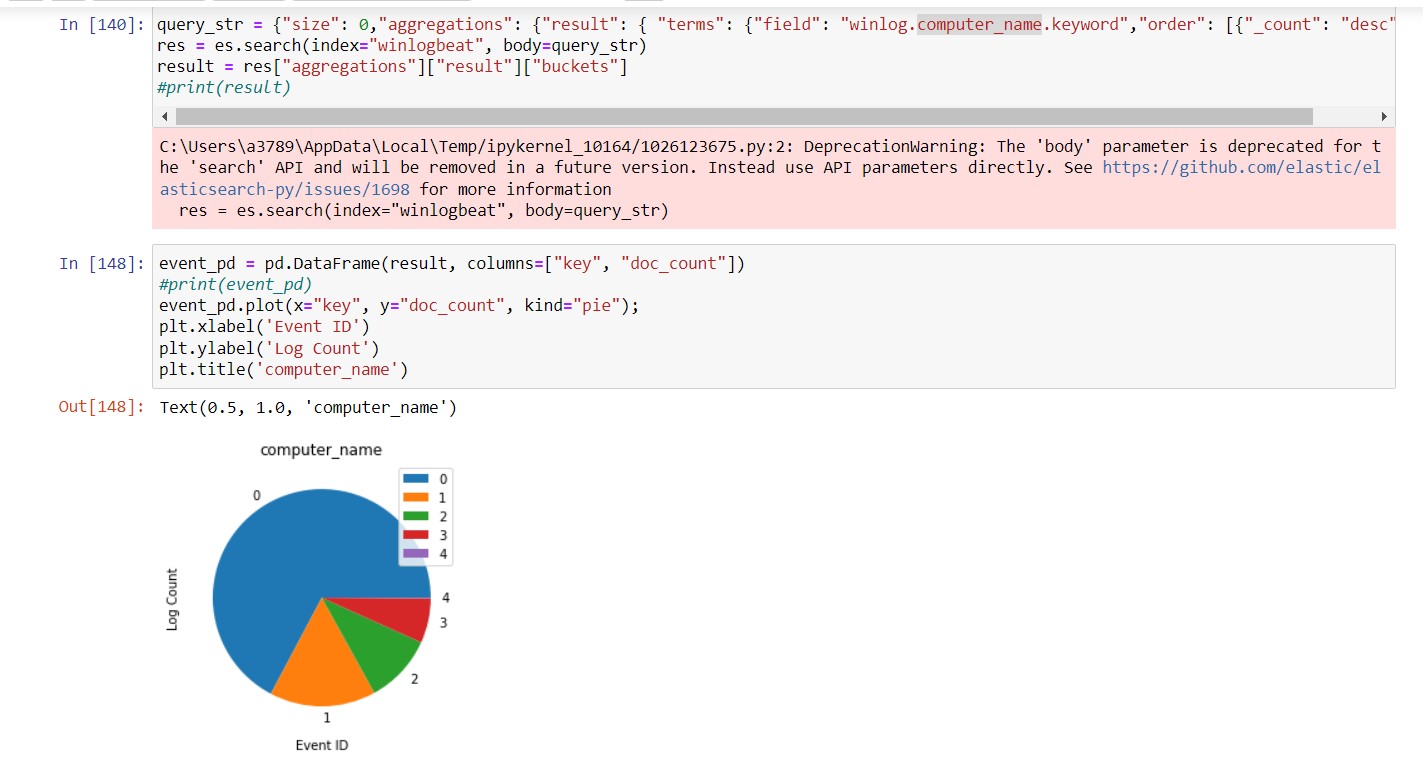 In [140]: query_str = {"size": 0,"aggregations": {"result": { "terms": {"field": "winlog.computer_name.keyword","order": [{"_count": "desc"
res = es.search(index="winlogbeat", body=query_str)
result = res["aggregations"]["result"]["buckets"]
#print(result)
C:\Users\a3789\AppData\Local\Temp/ipykernel_10164/1026123675.py:2: DeprecationWarning: The 'body' parameter is deprecated for t
he 'search' API and will be removed in a future version. Instead use API parameters directly. See https://github.com/elastic/el
asticsearch-py/issues/1698 for more information
  res = es.search(index="winlogbeat", body=query_str)
In [148]: event_pd = pd.DataFrame(result, columns=["key", "doc_count"])
#print(event_pd)
event_pd.plot(x="key", y="doc_count", kind="pie");
plt.xlabel('Event ID')
plt.ylabel('Log Count')
plt.title('computer_name')
Out[148]: Text(0.5, 1.0, 'computer_name')
computer_name
0
1
2
3
4
0
4
3
2
1
Log Count
Event ID